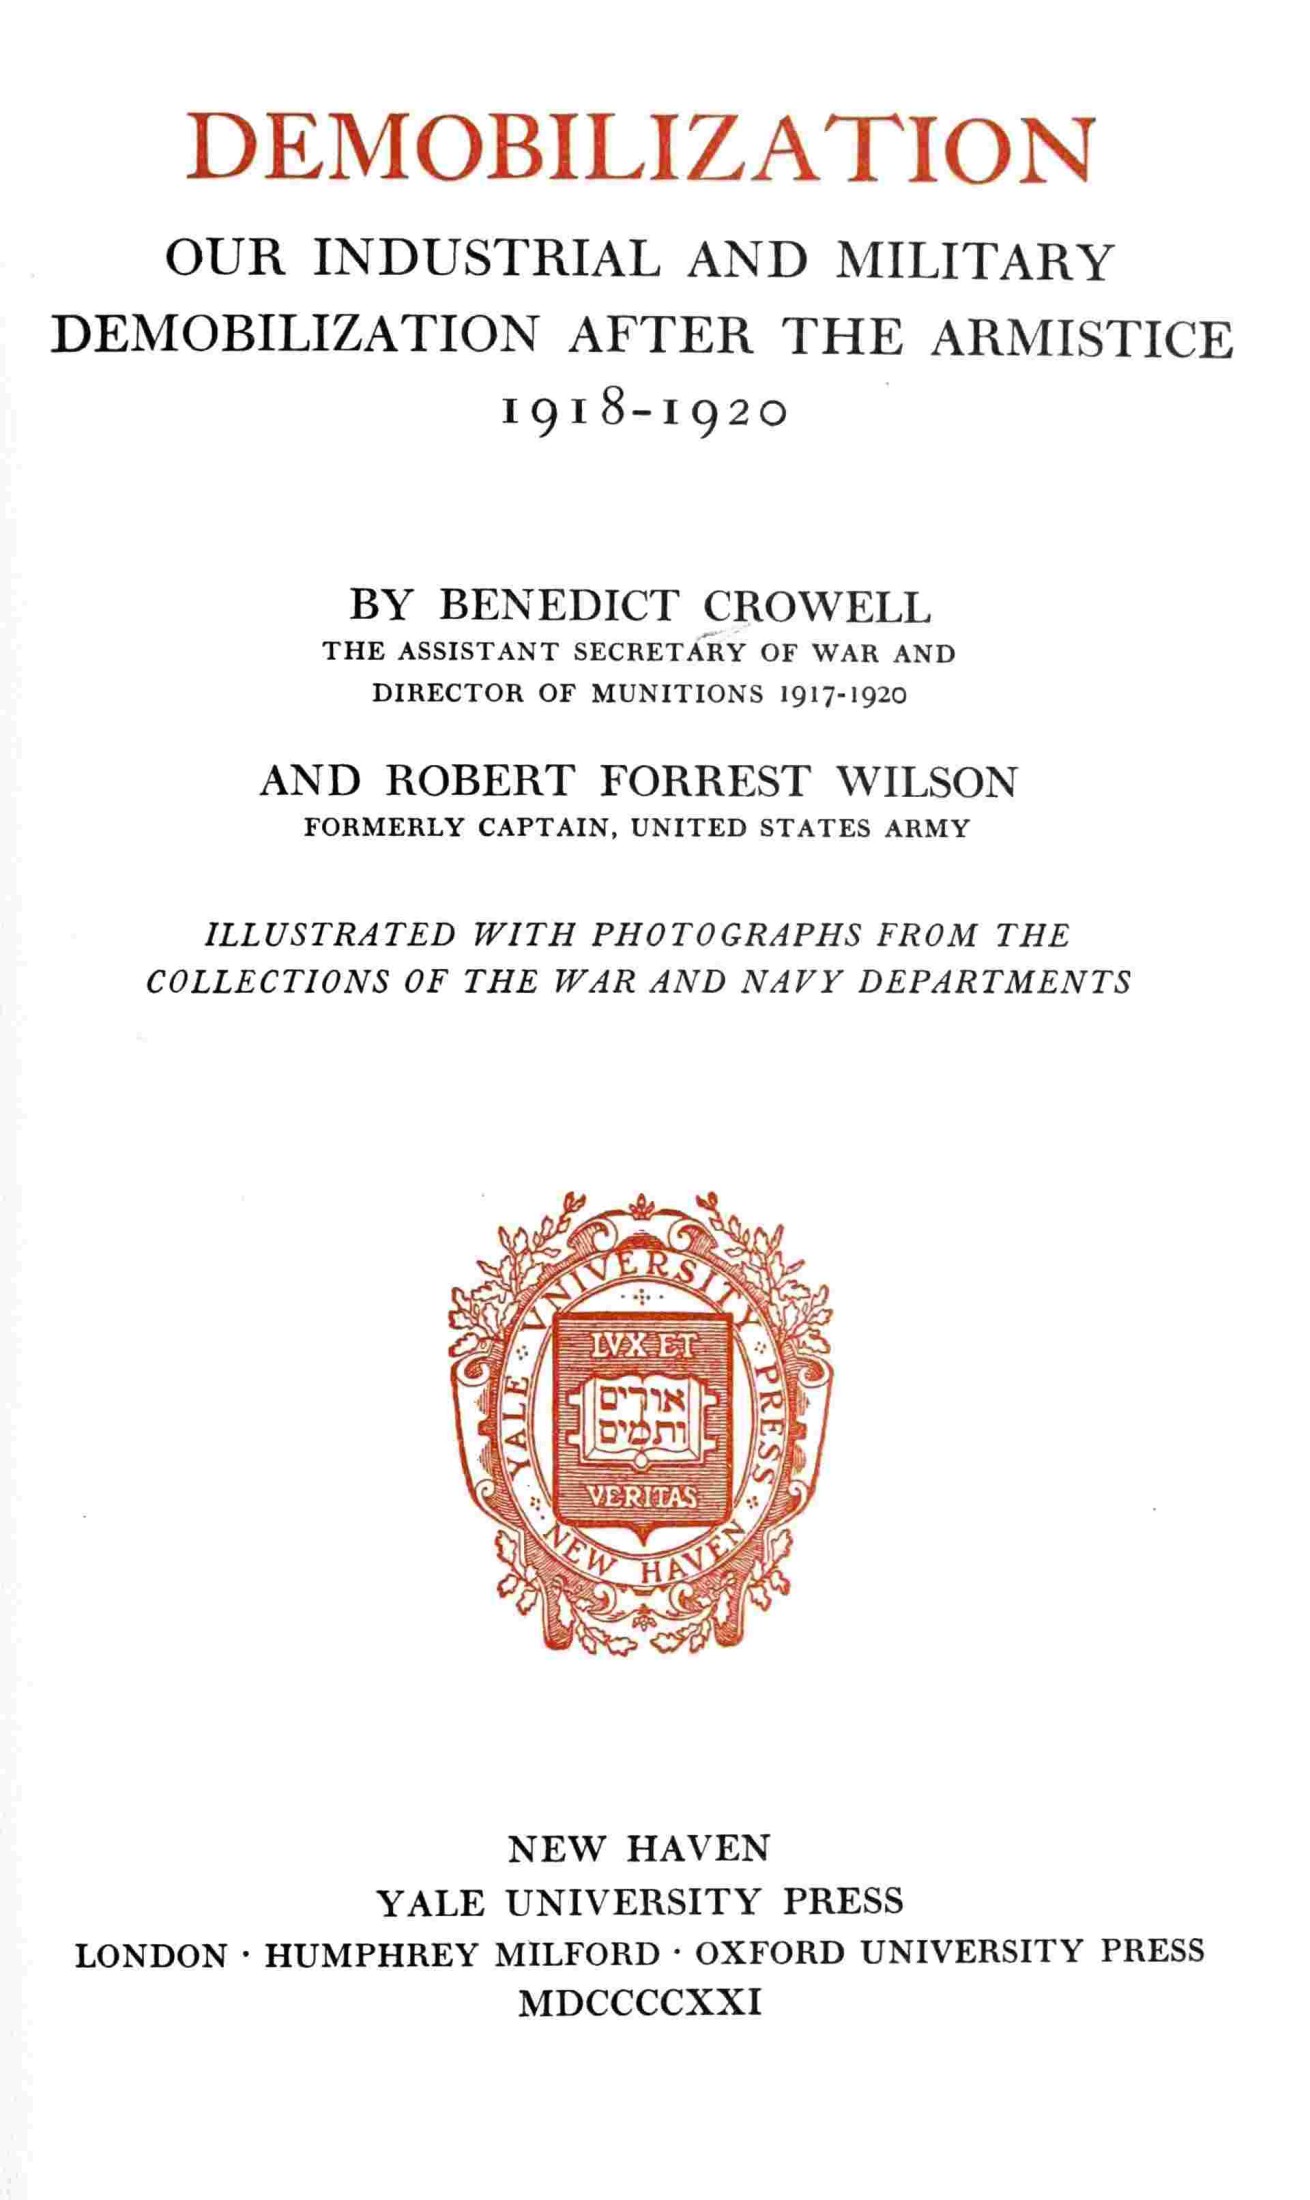 DEMOBILIZATION
OUR INDUSTRIAL AND MILITARY
DEMOBILIZATION AFTER THE ARMISTICE
1918-1920
BY BENEDICT CROWELL
THE ASSISTANT SECRETARY OF WAR AND
DIRECTOR OF MUNITIONS 1917-1920
AND ROBERT FORREST WILSON
FORMERLY CAPTAIN, UNITED STATES ARMY
ILLUSTRATED WITH PHOTOGRAPHS FROM THE
COLLECTIONS OF THE WAR AND NAVY DEPARTMENTS
YALE · VNIVERSITY · PRESS
NEW HAVEN
LVX ET
אורים
ותמים
VERITAS
NEW HAVEN
YALE UNIVERSITY PRESS
LONDON · HUMPHREY MILFORD · OXFORD UNIVERSITY PRESS
MDCCCCXXI